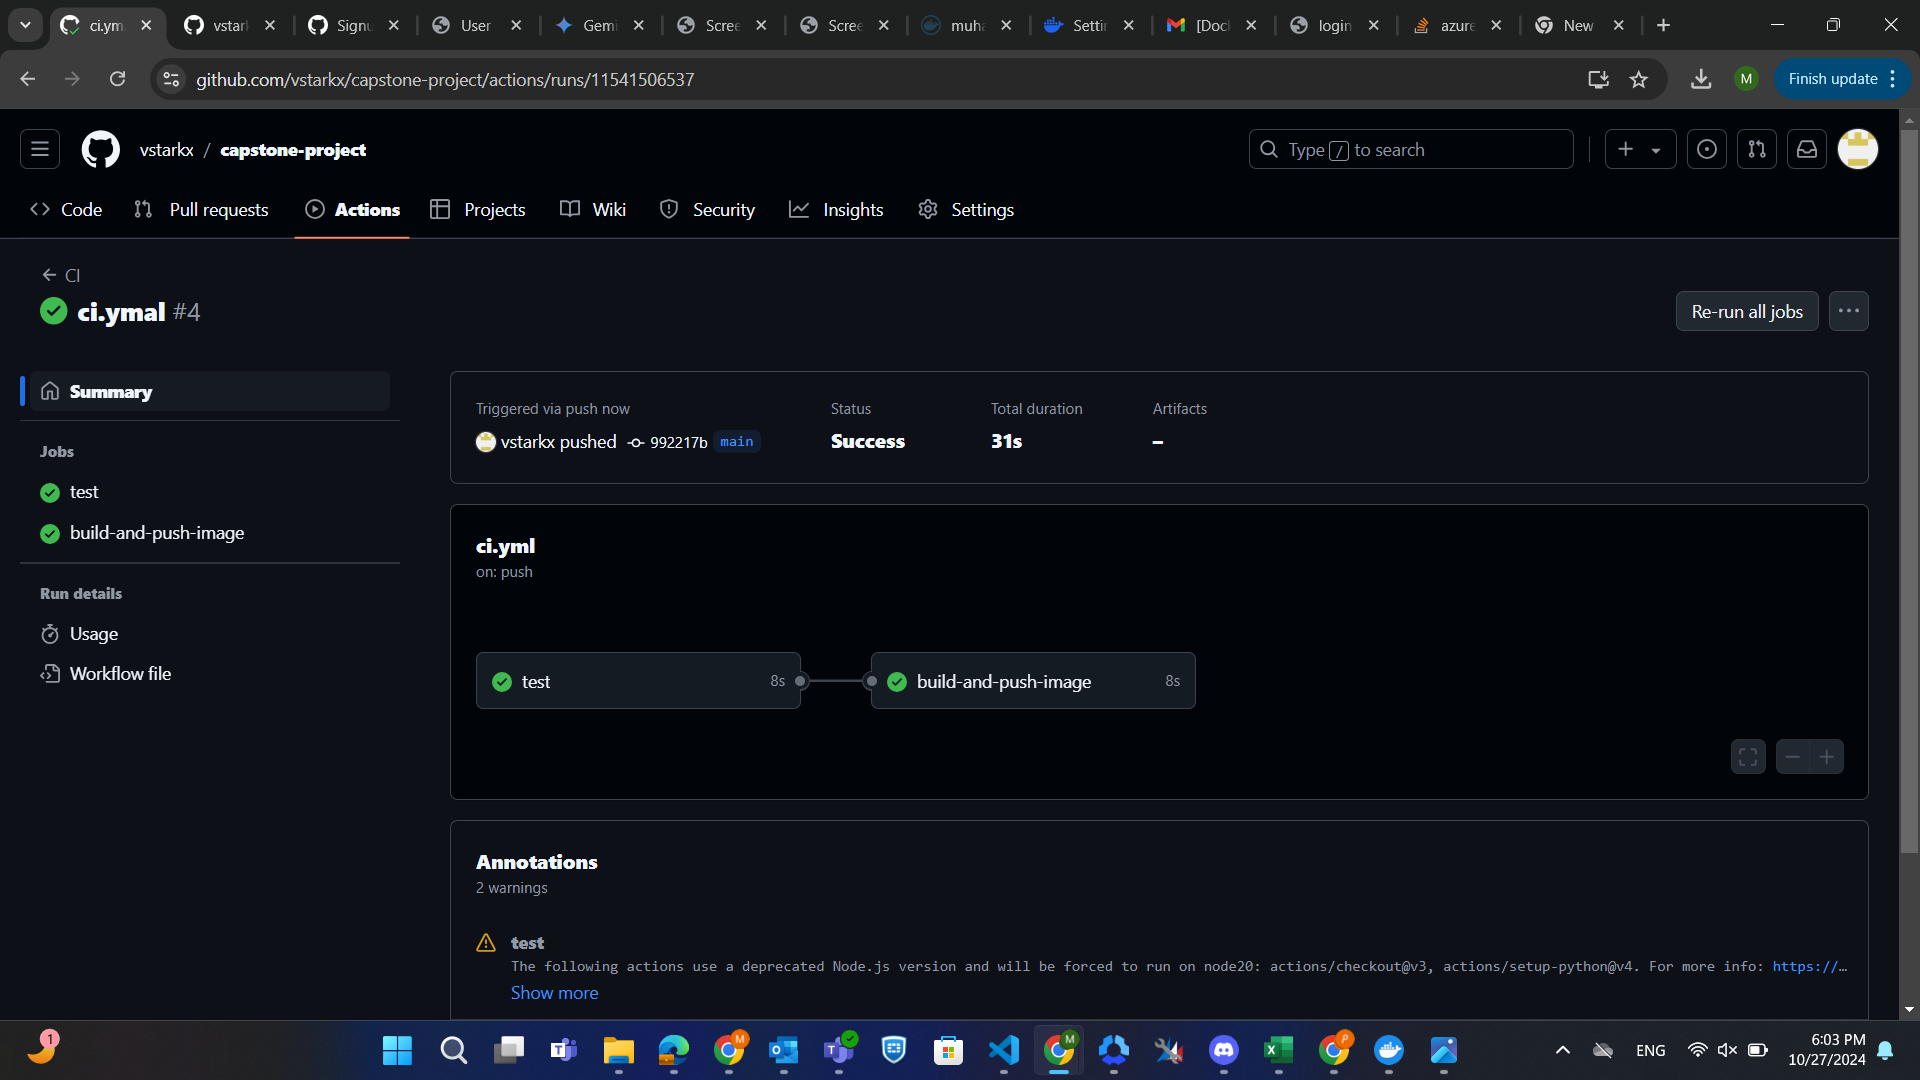 ci.ym
vstark
Signu
User
Gemi
Scree
Scree
muha
Settin
[Doc
login
azure
New
github.com/vstarkx/capstone-project/actions/runs/11541506537
M
Finish update
vstarkx / capstone-project
Type / to search
Code
Pull requests
Actions
Projects
Wiki
Security
Insights
Settings
CI
ci.ymal #4
Re-run all jobs
Summary
Jobs
test
build-and-push-image
Run details
Usage
Workflow file
Triggered via push now
vstarkx pushed 992217b main
Status
Success
Total duration
31s
Artifacts
–
ci.yml
on: push
test 8s
build-and-push-image 8s
Annotations
2 warnings
test
The following actions use a deprecated Node.js version and will be forced to run on node20: actions/checkout@v3, actions/setup-python@v4. For more info: https://…
Show more
1
ENG
6:03 PM
10/27/2024